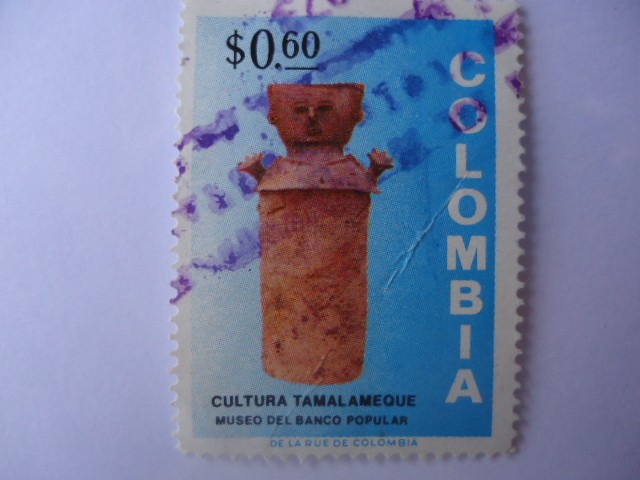 $0.60
COLOMBIA
CULTURA TAMALAMEQUE
MUSEO DEL BANCO POPULAR
DE LA RUE DE COLOMBIA